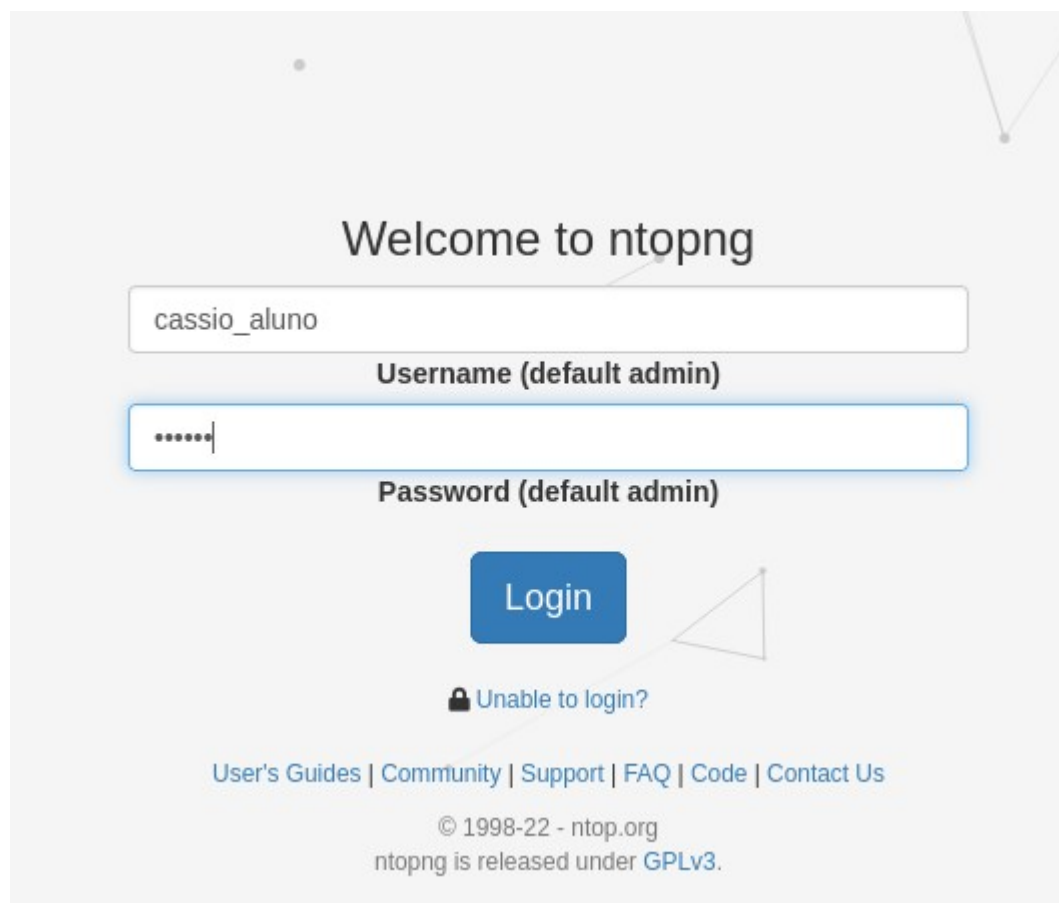 Welcome to ntopng
cassio_aluno
Username (default admin)
••••••
Password (default admin)
Login
Unable to login?
User's Guides | Community | Support | FAQ | Code | Contact Us
© 1998-22 - ntop.org
ntopng is released under GPLv3.